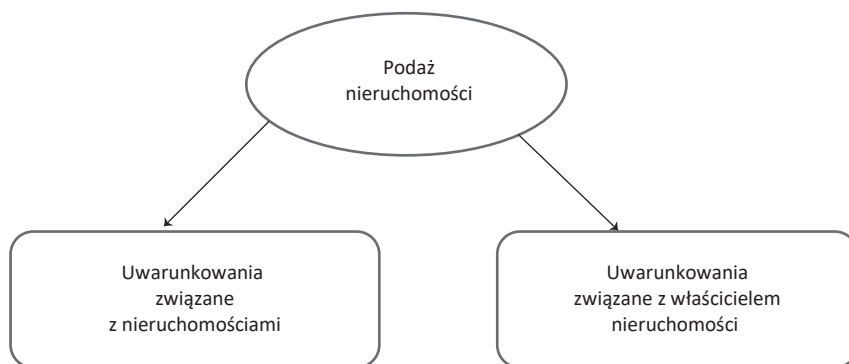 Podaż
nieruchomości
Uwarunkowania
związane
z nieruchomościami
Uwarunkowania
związane z właścicielem
nieruchomości